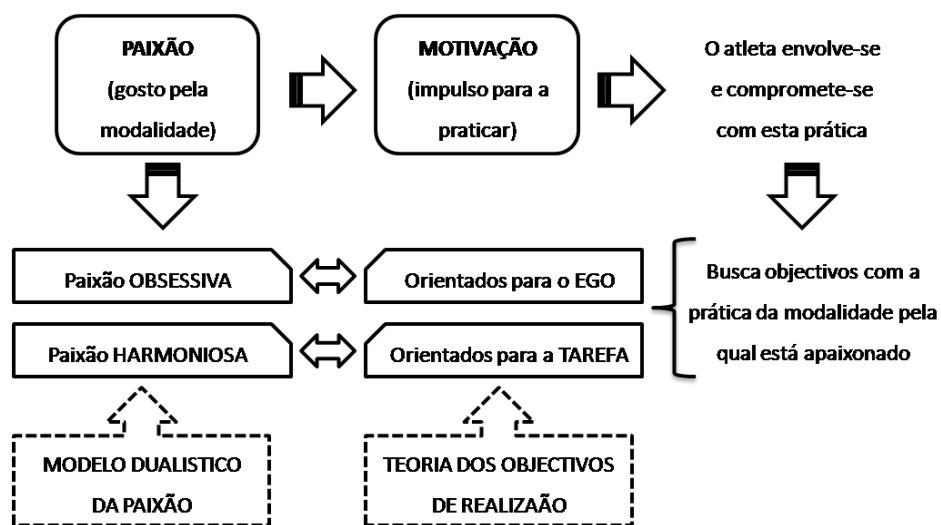 PAIXÃO
(gosto pela
modalidade)
MOTIVAÇÃO
(impulso para a
praticar)
O atleta envolve-se
e compromete-se
com esta prática
Paixão OBSESSIVA
Orientados para o EGO
Paixão HARMONIOSA
Orientados para a TAREFA
Busca objectivos com a
prática da modalidade pela
qual está apaixonado
MODELO DUALISTICO
DA PAIXÃO
TEORIA DOS OBJECTIVOS
DE REALIZAÃO